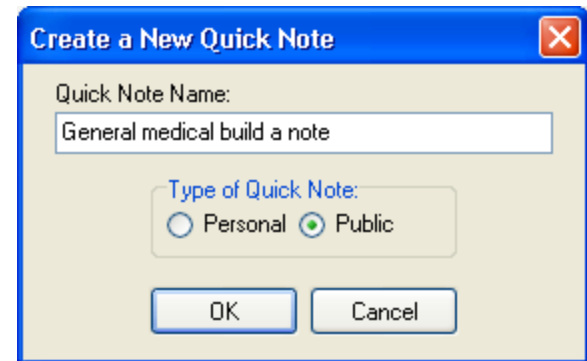 Create a New Quick Note
Quick Note Name:
General medical build a note
Type of Quick Note:
Personal Public
OK Cancel